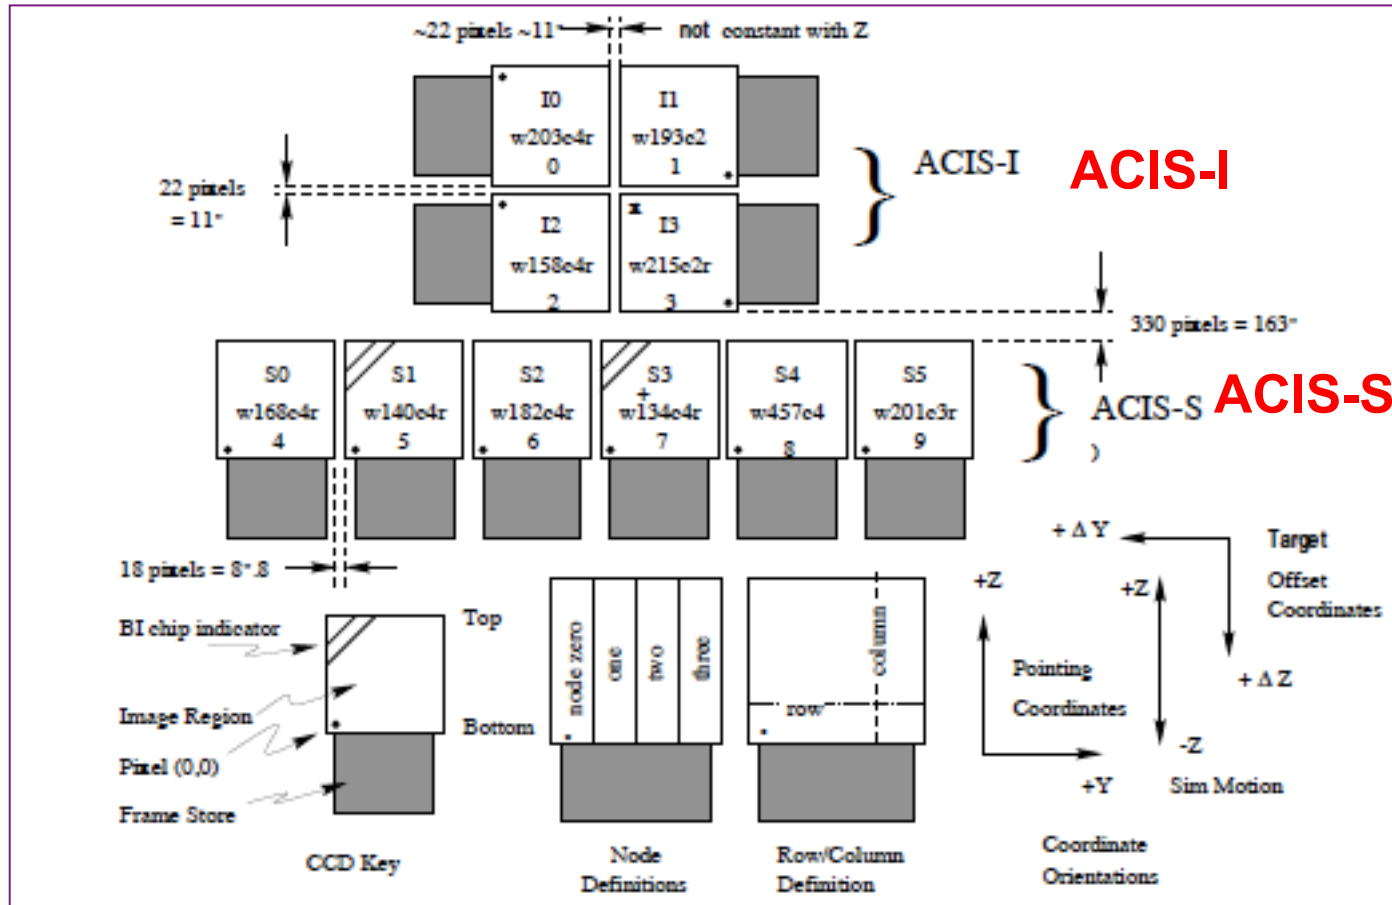 ~22 pixels ~11" not constant with Z
I0 I1
w203c4r w193c2
0 1
ACIS-I ACIS-I
22 pixels
= 11"
I2 I3
w158c4r w215c2r
2 3
330 pixels = 163"
S0 S1 S2 S3 S4 S5
w168c4r w140c4r w182c4r w134c4r w457c4 w201c3r
4 5 6 7 8 9
ACIS-S ACIS-S
)
18 pixels = 8".8
BI chip indicator
Image Region
Pixel (0,0)
Frame Store
Top
Bottom
CCD Key
node zero
one
two
three
Node
Definitions
column
row
Row/Column
Definition
+ Δ Y
Target
Offset
Coordinates
+ Δ Z
+Z
Pointing
Coordinates
+Y
+Z
-Z
Sim Motion
Coordinate
Orientations